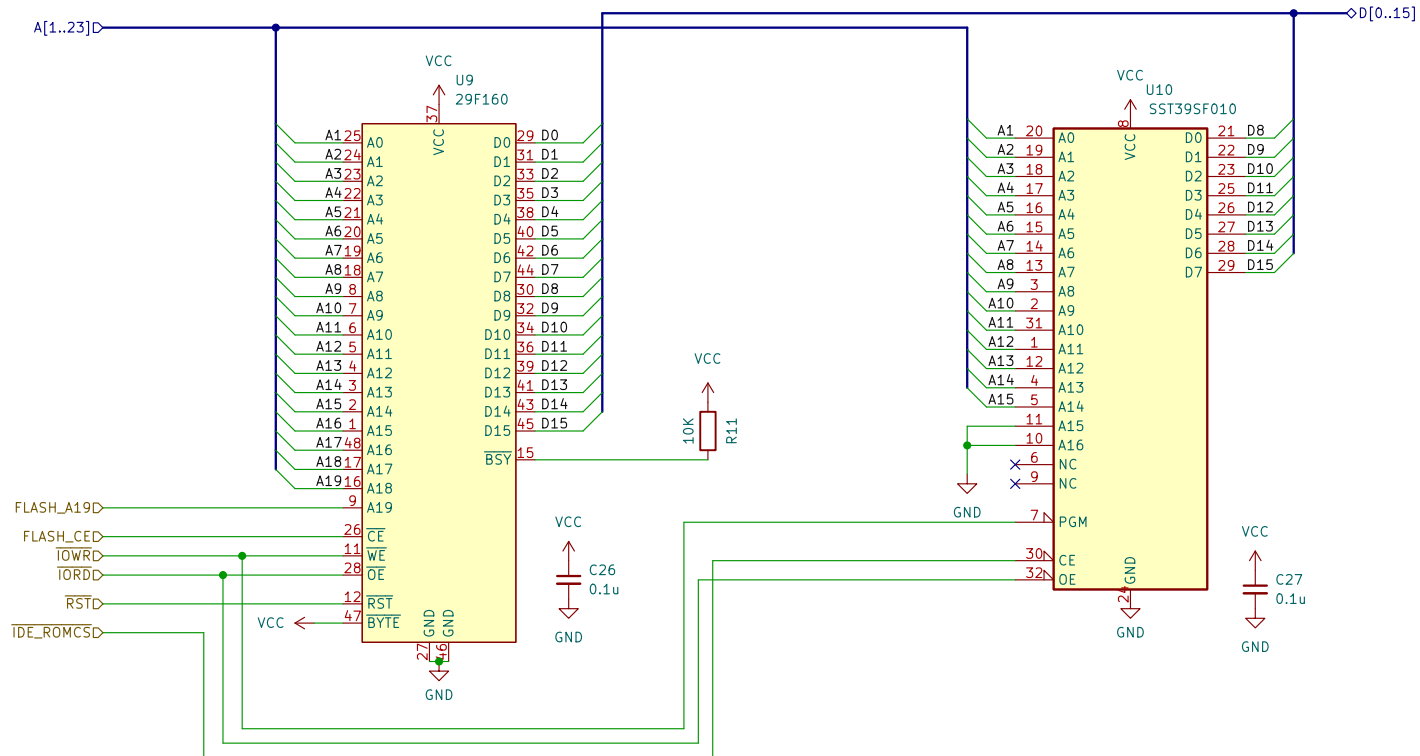 A[1..23]
D[0..15]
VCC
U9
29F160
VCC
U10
SST39SF010
37
VCC
8
VCC
A1 25 A0 D0 29 D0
A2 24 A1 D1 31 D1
A3 23 A2 D2 33 D2
A4 22 A3 D3 35 D3
A5 21 A4 D4 38 D4
A6 20 A5 D5 40 D5
A7 19 A6 D6 42 D6
A8 18 A7 D7 44 D7
A9 8 A8 D8 30 D8
A10 7 A9 D9 32 D9
A11 6 A10 D10 34 D10
A12 5 A11 D11 36 D11
A13 4 A12 D12 39 D12
A14 3 A13 D13 41 D13
A15 2 A14 D14 43 D14
A16 1 A15 D15 45 D15
A17 48 A16
BSY 15
A18 17 A17
A19 16 A18
FLASH_A19 9 A19
FLASH_CE 26 CE
IOWR 11 WE
IORD 28 OE
RST 12 RST
VCC 47 BYTE
IDE_ROMCS
GND GND
27 46
GND
VCC
10K R11
VCC
C26
0.1u
GND
A1 20 A0 D0 21 D8
A2 19 A1 D1 22 D9
A3 18 A2 D2 23 D10
A4 17 A3 D3 25 D11
A5 16 A4 D4 26 D12
A6 15 A5 D5 27 D13
A7 14 A6 D6 28 D14
A8 13 A7 D7 29 D15
A9 3 A8
A10 2 A9
A11 31 A10
A12 1 A11
A13 12 A12
A14 4 A13
A15 5 A14
11 A15
10 A16
6 NC
9 NC
GND
7 PGM
30 CE
32 OE
GND
24
GND
VCC
C27
0.1u
GND